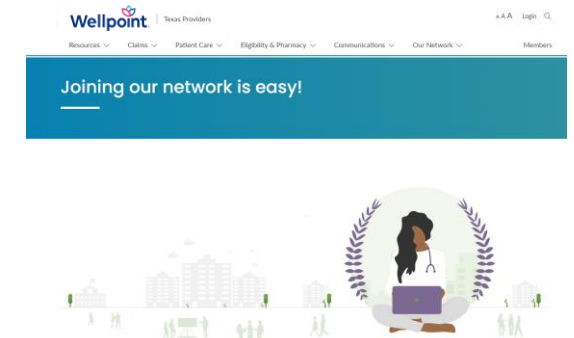 Wellpoint. Texas Providers
A A A Login
Resources Claims Patient Care Eligibility & Pharmacy Communications Our Network Members
Joining our network is easy!